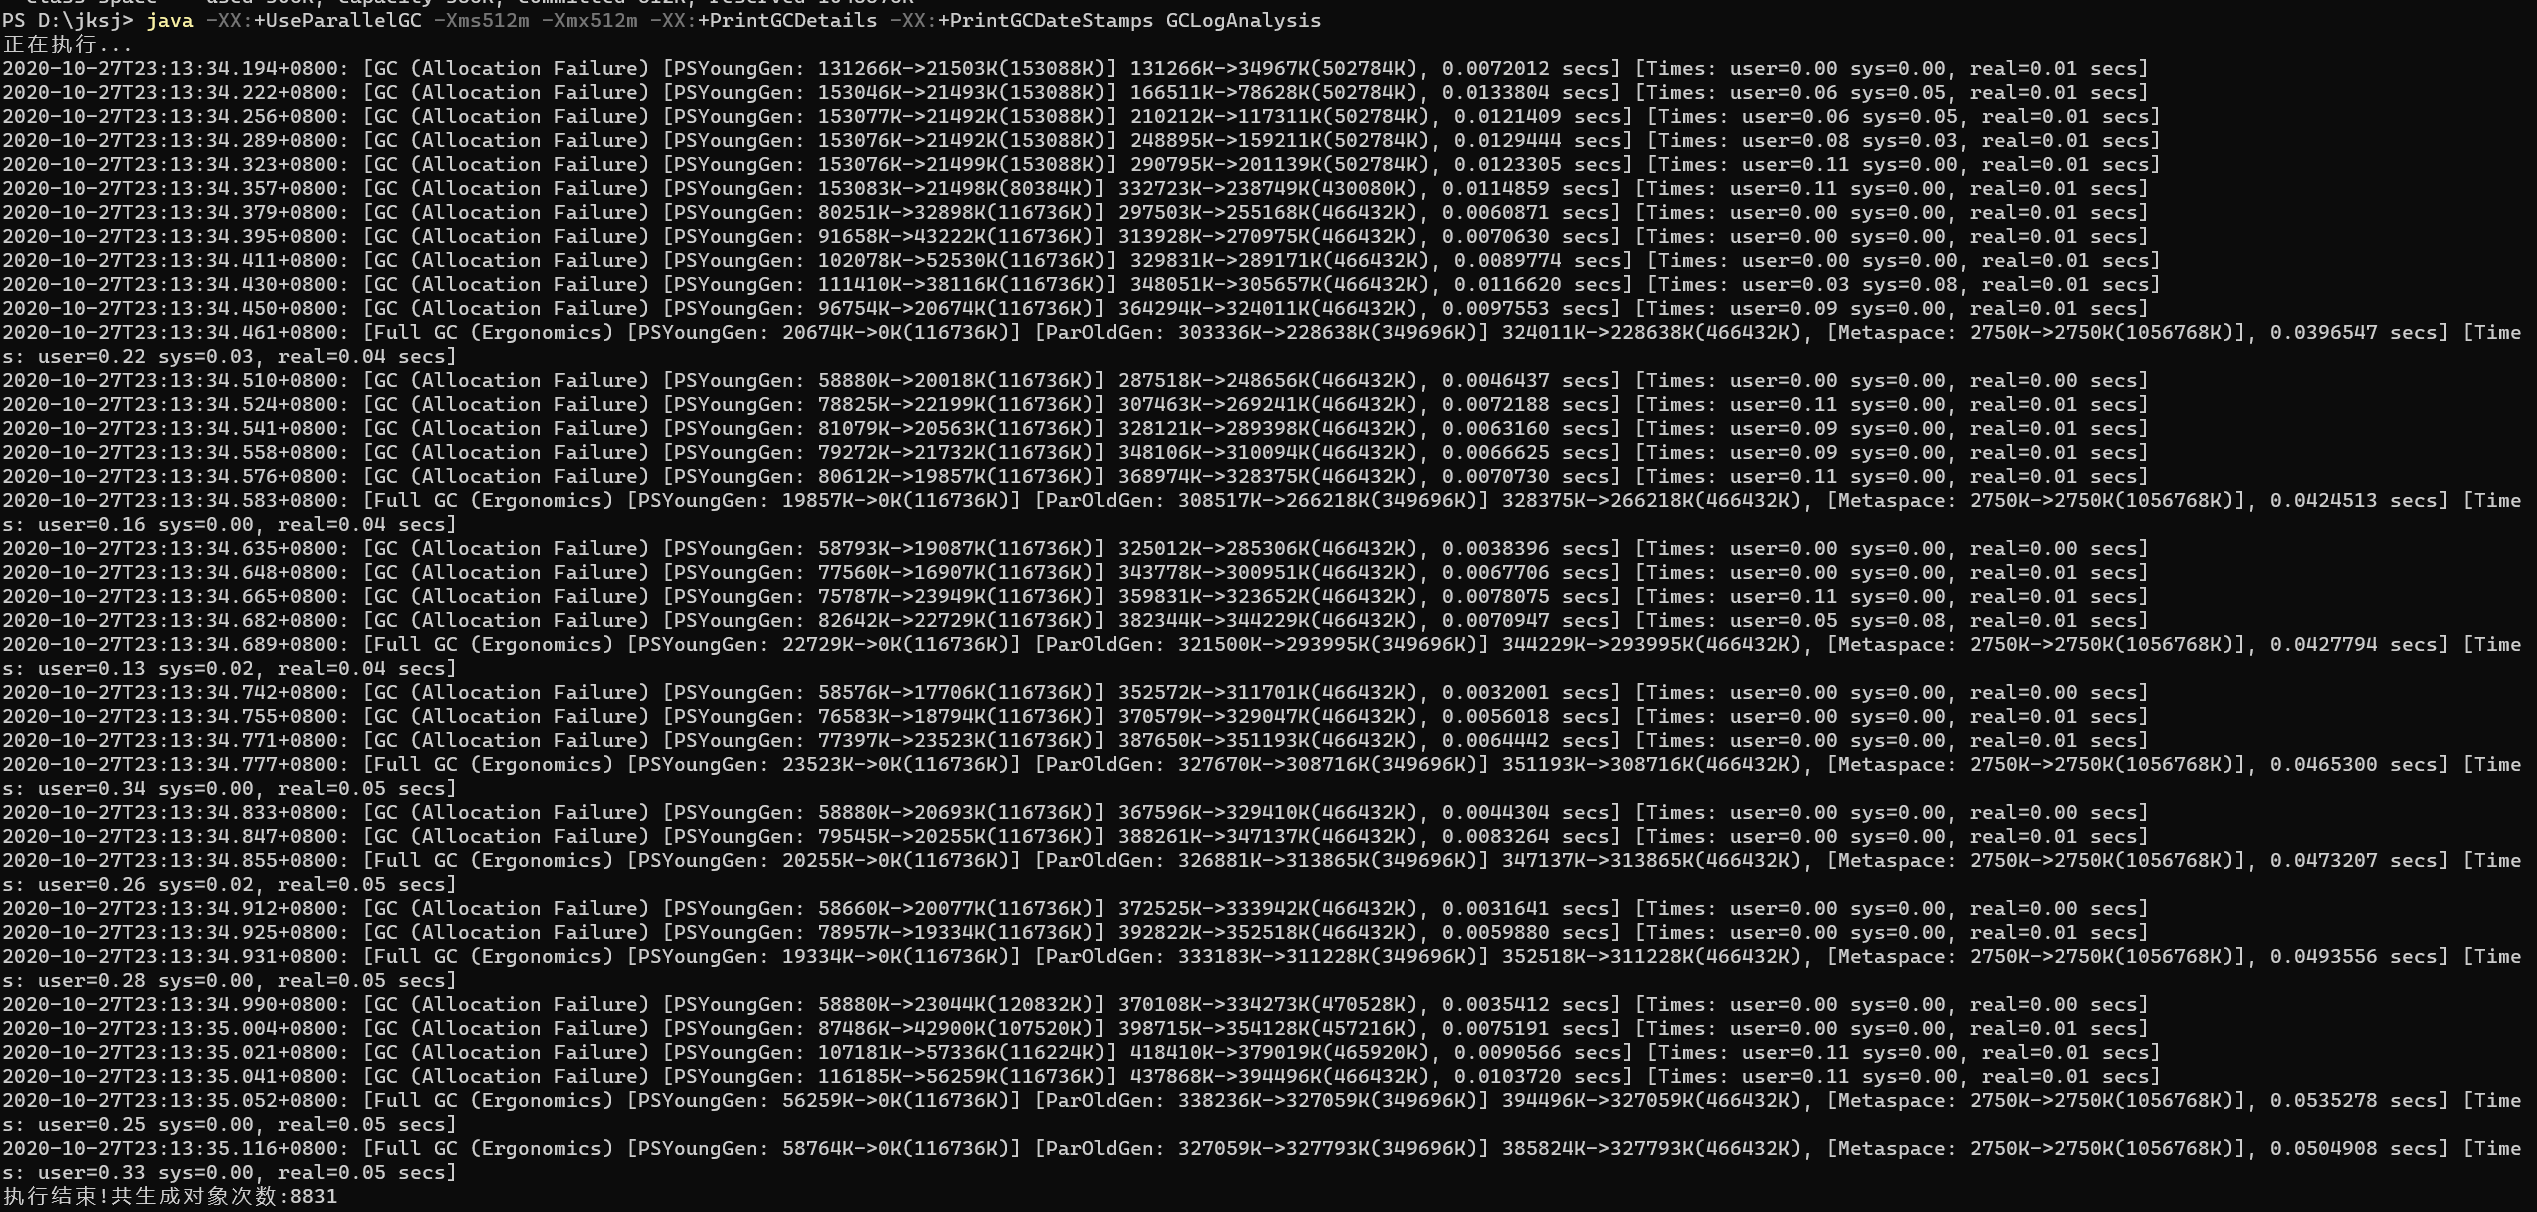 PS D:\jksj> java -XX:+UseParallelGC -Xms512m -Xmx512m -XX:+PrintGCDetails -XX:+PrintGCDateStamps GCLogAnalysis
正在执行...
2020-10-27T23:13:34.194+0800: [GC (Allocation Failure) [PSYoungGen: 131266K->21503K(153088K)] 131266K->34967K(502784K), 0.0072012 secs] [Times: user=0.00 sys=0.00, real=0.01 secs]
2020-10-27T23:13:34.222+0800: [GC (Allocation Failure) [PSYoungGen: 153046K->21493K(153088K)] 166511K->78628K(502784K), 0.0133804 secs] [Times: user=0.06 sys=0.05, real=0.01 secs]
2020-10-27T23:13:34.256+0800: [GC (Allocation Failure) [PSYoungGen: 153077K->21492K(153088K)] 210212K->117311K(502784K), 0.0121409 secs] [Times: user=0.06 sys=0.05, real=0.01 secs]
2020-10-27T23:13:34.289+0800: [GC (Allocation Failure) [PSYoungGen: 153076K->21492K(153088K)] 248895K->159211K(502784K), 0.0129444 secs] [Times: user=0.08 sys=0.03, real=0.01 secs]
2020-10-27T23:13:34.323+0800: [GC (Allocation Failure) [PSYoungGen: 153076K->21499K(153088K)] 290795K->201139K(502784K), 0.0123305 secs] [Times: user=0.11 sys=0.00, real=0.01 secs]
2020-10-27T23:13:34.357+0800: [GC (Allocation Failure) [PSYoungGen: 153083K->21498K(80384K)] 332723K->238749K(430080K), 0.0114859 secs] [Times: user=0.11 sys=0.00, real=0.01 secs]
2020-10-27T23:13:34.379+0800: [GC (Allocation Failure) [PSYoungGen: 80251K->32898K(116736K)] 297503K->255168K(466432K), 0.0060871 secs] [Times: user=0.00 sys=0.00, real=0.01 secs]
2020-10-27T23:13:34.395+0800: [GC (Allocation Failure) [PSYoungGen: 91658K->43222K(116736K)] 313928K->270975K(466432K), 0.0070630 secs] [Times: user=0.00 sys=0.00, real=0.01 secs]
2020-10-27T23:13:34.411+0800: [GC (Allocation Failure) [PSYoungGen: 102078K->52530K(116736K)] 329831K->289171K(466432K), 0.0089774 secs] [Times: user=0.00 sys=0.00, real=0.01 secs]
2020-10-27T23:13:34.430+0800: [GC (Allocation Failure) [PSYoungGen: 111410K->38116K(116736K)] 348051K->305657K(466432K), 0.0116620 secs] [Times: user=0.03 sys=0.08, real=0.01 secs]
2020-10-27T23:13:34.450+0800: [GC (Allocation Failure) [PSYoungGen: 96754K->20674K(116736K)] 364294K->324011K(466432K), 0.0097553 secs] [Times: user=0.09 sys=0.00, real=0.01 secs]
2020-10-27T23:13:34.461+0800: [Full GC (Ergonomics) [PSYoungGen: 20674K->0K(116736K)] [ParOldGen: 303336K->228638K(349696K)] 324011K->228638K(466432K), [Metaspace: 2750K->2750K(1056768K)], 0.0396547 secs] [Time
s: user=0.22 sys=0.03, real=0.04 secs]
2020-10-27T23:13:34.510+0800: [GC (Allocation Failure) [PSYoungGen: 58880K->20018K(116736K)] 287518K->248656K(466432K), 0.0046437 secs] [Times: user=0.00 sys=0.00, real=0.00 secs]
2020-10-27T23:13:34.524+0800: [GC (Allocation Failure) [PSYoungGen: 78825K->22199K(116736K)] 307463K->269241K(466432K), 0.0072188 secs] [Times: user=0.11 sys=0.00, real=0.01 secs]
2020-10-27T23:13:34.541+0800: [GC (Allocation Failure) [PSYoungGen: 81079K->20563K(116736K)] 328121K->289398K(466432K), 0.0063160 secs] [Times: user=0.09 sys=0.00, real=0.01 secs]
2020-10-27T23:13:34.558+0800: [GC (Allocation Failure) [PSYoungGen: 79272K->21732K(116736K)] 348106K->310094K(466432K), 0.0066625 secs] [Times: user=0.09 sys=0.00, real=0.01 secs]
2020-10-27T23:13:34.576+0800: [GC (Allocation Failure) [PSYoungGen: 80612K->19857K(116736K)] 368974K->328375K(466432K), 0.0070730 secs] [Times: user=0.11 sys=0.00, real=0.01 secs]
2020-10-27T23:13:34.583+0800: [Full GC (Ergonomics) [PSYoungGen: 19857K->0K(116736K)] [ParOldGen: 308517K->266218K(349696K)] 328375K->266218K(466432K), [Metaspace: 2750K->2750K(1056768K)], 0.0424513 secs] [Time
s: user=0.16 sys=0.00, real=0.04 secs]
2020-10-27T23:13:34.635+0800: [GC (Allocation Failure) [PSYoungGen: 58793K->19087K(116736K)] 325012K->285306K(466432K), 0.0038396 secs] [Times: user=0.00 sys=0.00, real=0.00 secs]
2020-10-27T23:13:34.648+0800: [GC (Allocation Failure) [PSYoungGen: 77560K->16907K(116736K)] 343778K->300951K(466432K), 0.0067706 secs] [Times: user=0.00 sys=0.00, real=0.01 secs]
2020-10-27T23:13:34.665+0800: [GC (Allocation Failure) [PSYoungGen: 75787K->23949K(116736K)] 359831K->323652K(466432K), 0.0078075 secs] [Times: user=0.11 sys=0.00, real=0.01 secs]
2020-10-27T23:13:34.682+0800: [GC (Allocation Failure) [PSYoungGen: 82642K->22729K(116736K)] 382344K->344229K(466432K), 0.0070947 secs] [Times: user=0.05 sys=0.08, real=0.01 secs]
2020-10-27T23:13:34.689+0800: [Full GC (Ergonomics) [PSYoungGen: 22729K->0K(116736K)] [ParOldGen: 321500K->293995K(349696K)] 344229K->293995K(466432K), [Metaspace: 2750K->2750K(1056768K)], 0.0427794 secs] [Time
s: user=0.13 sys=0.02, real=0.04 secs]
2020-10-27T23:13:34.742+0800: [GC (Allocation Failure) [PSYoungGen: 58576K->17706K(116736K)] 352572K->311701K(466432K), 0.0032001 secs] [Times: user=0.00 sys=0.00, real=0.00 secs]
2020-10-27T23:13:34.755+0800: [GC (Allocation Failure) [PSYoungGen: 76583K->18794K(116736K)] 370579K->329047K(466432K), 0.0056018 secs] [Times: user=0.00 sys=0.00, real=0.01 secs]
2020-10-27T23:13:34.771+0800: [GC (Allocation Failure) [PSYoungGen: 77397K->23523K(116736K)] 387650K->351193K(466432K), 0.0064442 secs] [Times: user=0.00 sys=0.00, real=0.01 secs]
2020-10-27T23:13:34.777+0800: [Full GC (Ergonomics) [PSYoungGen: 23523K->0K(116736K)] [ParOldGen: 327670K->308716K(349696K)] 351193K->308716K(466432K), [Metaspace: 2750K->2750K(1056768K)], 0.0465300 secs] [Time
s: user=0.34 sys=0.00, real=0.05 secs]
2020-10-27T23:13:34.833+0800: [GC (Allocation Failure) [PSYoungGen: 58880K->20693K(116736K)] 367596K->329410K(466432K), 0.0044304 secs] [Times: user=0.00 sys=0.00, real=0.00 secs]
2020-10-27T23:13:34.847+0800: [GC (Allocation Failure) [PSYoungGen: 79545K->20255K(116736K)] 388261K->347137K(466432K), 0.0083264 secs] [Times: user=0.00 sys=0.00, real=0.01 secs]
2020-10-27T23:13:34.855+0800: [Full GC (Ergonomics) [PSYoungGen: 20255K->0K(116736K)] [ParOldGen: 326881K->313865K(349696K)] 347137K->313865K(466432K), [Metaspace: 2750K->2750K(1056768K)], 0.0473207 secs] [Time
s: user=0.26 sys=0.02, real=0.05 secs]
2020-10-27T23:13:34.912+0800: [GC (Allocation Failure) [PSYoungGen: 58660K->20077K(116736K)] 372525K->333942K(466432K), 0.0031641 secs] [Times: user=0.00 sys=0.00, real=0.00 secs]
2020-10-27T23:13:34.925+0800: [GC (Allocation Failure) [PSYoungGen: 78957K->19334K(116736K)] 392822K->352518K(466432K), 0.0059880 secs] [Times: user=0.00 sys=0.00, real=0.01 secs]
2020-10-27T23:13:34.931+0800: [Full GC (Ergonomics) [PSYoungGen: 19334K->0K(116736K)] [ParOldGen: 333183K->311228K(349696K)] 352518K->311228K(466432K), [Metaspace: 2750K->2750K(1056768K)], 0.0493556 secs] [Time
s: user=0.28 sys=0.00, real=0.05 secs]
2020-10-27T23:13:34.990+0800: [GC (Allocation Failure) [PSYoungGen: 58880K->23044K(120832K)] 370108K->334273K(470528K), 0.0035412 secs] [Times: user=0.00 sys=0.00, real=0.00 secs]
2020-10-27T23:13:35.004+0800: [GC (Allocation Failure) [PSYoungGen: 87486K->42900K(107520K)] 398715K->354128K(457216K), 0.0075191 secs] [Times: user=0.00 sys=0.00, real=0.01 secs]
2020-10-27T23:13:35.021+0800: [GC (Allocation Failure) [PSYoungGen: 107181K->57336K(116224K)] 418410K->379019K(465920K), 0.0090566 secs] [Times: user=0.11 sys=0.00, real=0.01 secs]
2020-10-27T23:13:35.041+0800: [GC (Allocation Failure) [PSYoungGen: 116185K->56259K(116736K)] 437868K->394496K(466432K), 0.0103720 secs] [Times: user=0.11 sys=0.00, real=0.01 secs]
2020-10-27T23:13:35.052+0800: [Full GC (Ergonomics) [PSYoungGen: 56259K->0K(116736K)] [ParOldGen: 338236K->327059K(349696K)] 394496K->327059K(466432K), [Metaspace: 2750K->2750K(1056768K)], 0.0535278 secs] [Time
s: user=0.25 sys=0.00, real=0.05 secs]
2020-10-27T23:13:35.116+0800: [Full GC (Ergonomics) [PSYoungGen: 58764K->0K(116736K)] [ParOldGen: 327059K->327793K(349696K)] 385824K->327793K(466432K), [Metaspace: 2750K->2750K(1056768K)], 0.0504908 secs] [Time
s: user=0.33 sys=0.00, real=0.05 secs]
执行结束!共生成对象次数:8831